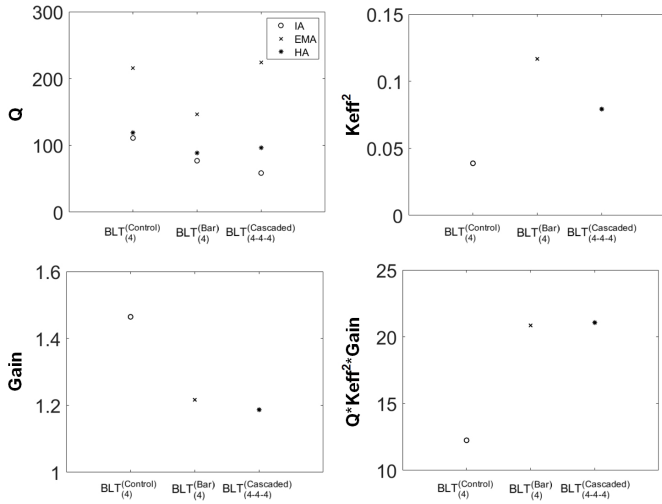 300
200
100
0
Q
IA
EMA
HA
BLT(Control)(4)
BLT(Bar)(4)
BLT(Cascaded)(4-4-4)
0.15
0.1
0.05
0
Keff2
BLT(Control)(4)
BLT(Bar)(4)
BLT(Cascaded)(4-4-4)
1.6
1.4
1.2
1
Gain
BLT(Control)(4)
BLT(Bar)(4)
BLT(Cascaded)(4-4-4)
25
20
15
10
Q*Keff2*Gain
BLT(Control)(4)
BLT(Bar)(4)
BLT(Cascaded)(4-4-4)